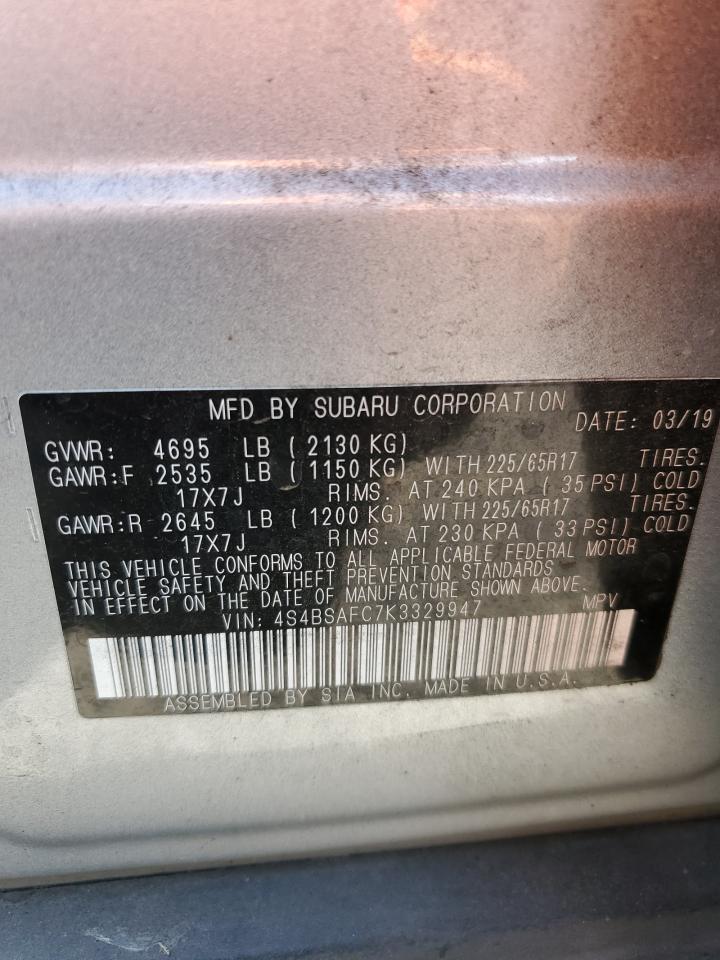 MFD BY SUBARU CORPORATION DATE: 03/19
GVWR: 4695 LB ( 2130 KG)
GAWR:F 2535 LB ( 1150 KG) WITH 225/65R17 TIRES.
17X7J RIMS. AT 240 KPA ( 35 PSI) COLD
GAWR:R 2645 LB ( 1200 KG) WITH 225/65R17 TIRES.
17X7J RIMS. AT 230 KPA ( 33 PSI) COLD
THIS VEHICLE CONFORMS TO ALL APPLICABLE FEDERAL MOTOR
VEHICLE SAFETY AND THEFT PREVENTION STANDARDS
IN EFFECT ON THE DATE OF MANUFACTURE SHOWN ABOVE.
VIN: 4S4BSAFC7K3329947 MPV
ASSEMBLED BY SIA INC. MADE IN U.S.A.